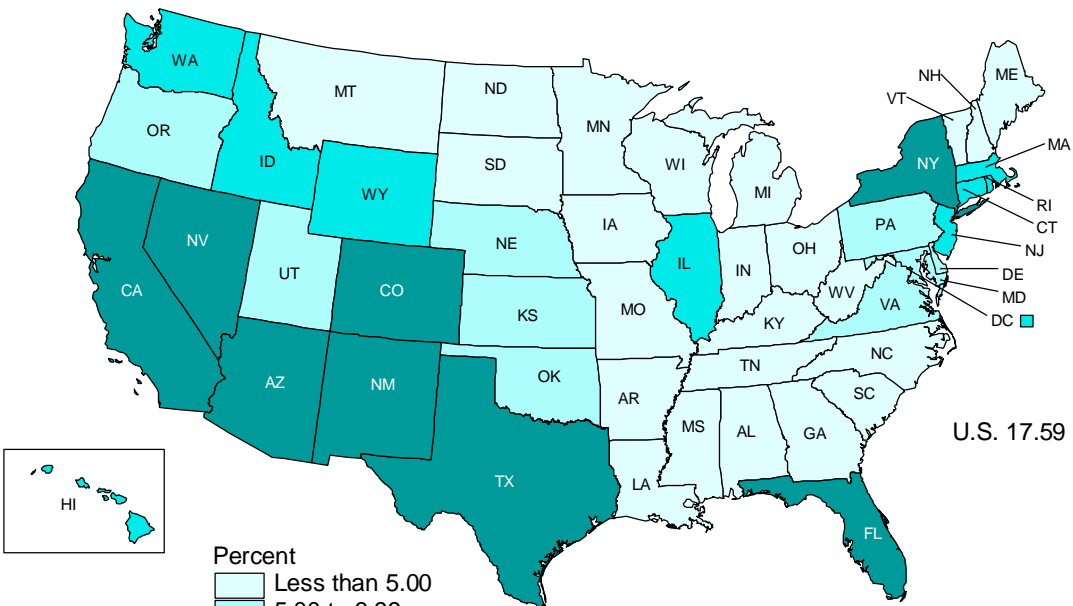 WA
MT
ND
MN
ME
NH
VT
OR
ID
SD
WI
MI
NY
MA
WY
RI
CT
NJ
IA
NE
PA
NV
UT
CO
IL
IN
OH
DE
MD
DC
CA
KS
MO
WV
VA
KY
AZ
NM
OK
AR
TN
NC
SC
MS
AL
GA
U.S. 17.59
TX
LA
HI
FL
Percent
Less than 5.00